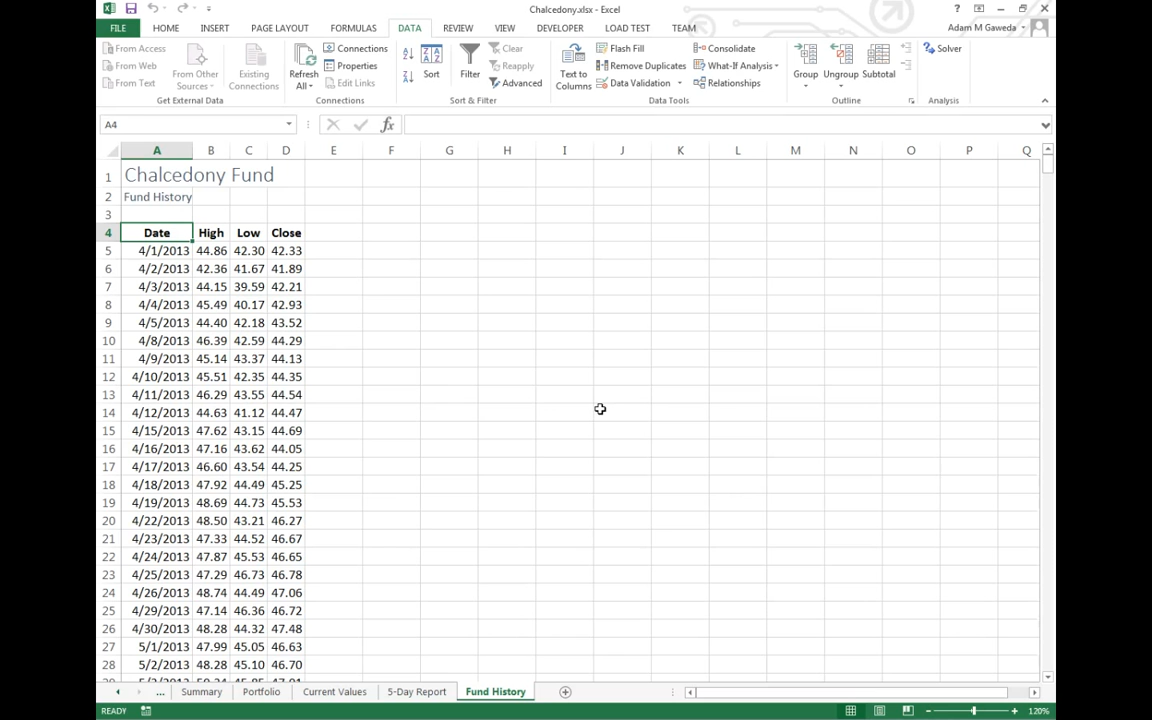 Chalcedony.xlsx - Excel
FILE HOME INSERT PAGE LAYOUT FORMULAS DATA REVIEW VIEW DEVELOPER LOAD TEST TEAM Adam M Gaweda
From Access
From Web
From Text
From Other Sources
Existing Connections
Get External Data
Refresh All
Connections
Properties
Edit Links
Connections
Sort
Filter
Clear
Reapply
Advanced
Sort & Filter
Text to Columns
Flash Fill
Remove Duplicates
Data Validation
Consolidate
What-If Analysis
Relationships
Data Tools
Group
Ungroup
Subtotal
Outline
Solver
Analysis
A4 fx
A B C D E F G H I J K L M N O P Q
1 Chalcedony Fund
2 Fund History
3
4 Date High Low Close
5 4/1/2013 44.86 42.30 42.33
6 4/2/2013 42.36 41.67 41.89
7 4/3/2013 44.15 39.59 42.21
8 4/4/2013 45.49 40.17 42.93
9 4/5/2013 44.40 42.18 43.52
10 4/8/2013 46.39 42.59 44.29
11 4/9/2013 45.14 43.37 44.13
12 4/10/2013 45.51 42.35 44.35
13 4/11/2013 46.29 43.55 44.54
14 4/12/2013 44.63 41.12 44.47
15 4/15/2013 47.62 43.15 44.69
16 4/16/2013 47.16 43.62 44.05
17 4/17/2013 46.60 43.54 44.25
18 4/18/2013 47.92 44.49 45.25
19 4/19/2013 48.69 44.73 45.53
20 4/22/2013 48.50 43.21 46.27
21 4/23/2013 47.33 44.52 46.67
22 4/24/2013 47.87 45.53 46.65
23 4/25/2013 47.29 46.73 46.78
24 4/26/2013 48.74 44.49 47.06
25 4/29/2013 47.14 46.36 46.72
26 4/30/2013 48.28 44.32 47.48
27 5/1/2013 47.99 45.05 46.63
28 5/2/2013 48.28 45.10 46.70
... Summary Portfolio Current Values 5-Day Report Fund History
READY 120%